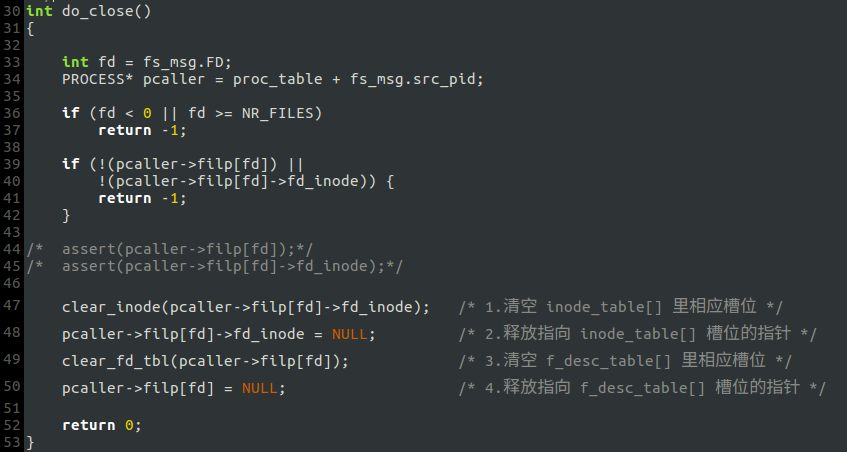 30 int do_close()
31 {
32
33     int fd = fs_msg.FD;
34     PROCESS* pcaller = proc_table + fs_msg.src_pid;
35
36     if (fd < 0 || fd >= NR_FILES)
37         return -1;
38
39     if (!(pcaller->filp[fd]) ||
40         !(pcaller->filp[fd]->fd_inode)) {
41         return -1;
42     }
43
44 /*  assert(pcaller->filp[fd]);*/
45 /*  assert(pcaller->filp[fd]->fd_inode);*/
46
47     clear_inode(pcaller->filp[fd]->fd_inode);   /* 1.清空 inode_table[] 里相应槽位 */
48     pcaller->filp[fd]->fd_inode = NULL;         /* 2.释放指向 inode_table[] 槽位的指针 */
49     clear_fd_tbl(pcaller->filp[fd]);            /* 3.清空 f_desc_table[] 里相应槽位 */
50     pcaller->filp[fd] = NULL;                   /* 4.释放指向 f_desc_table[] 槽位的指针 */
51
52     return 0;
53 }